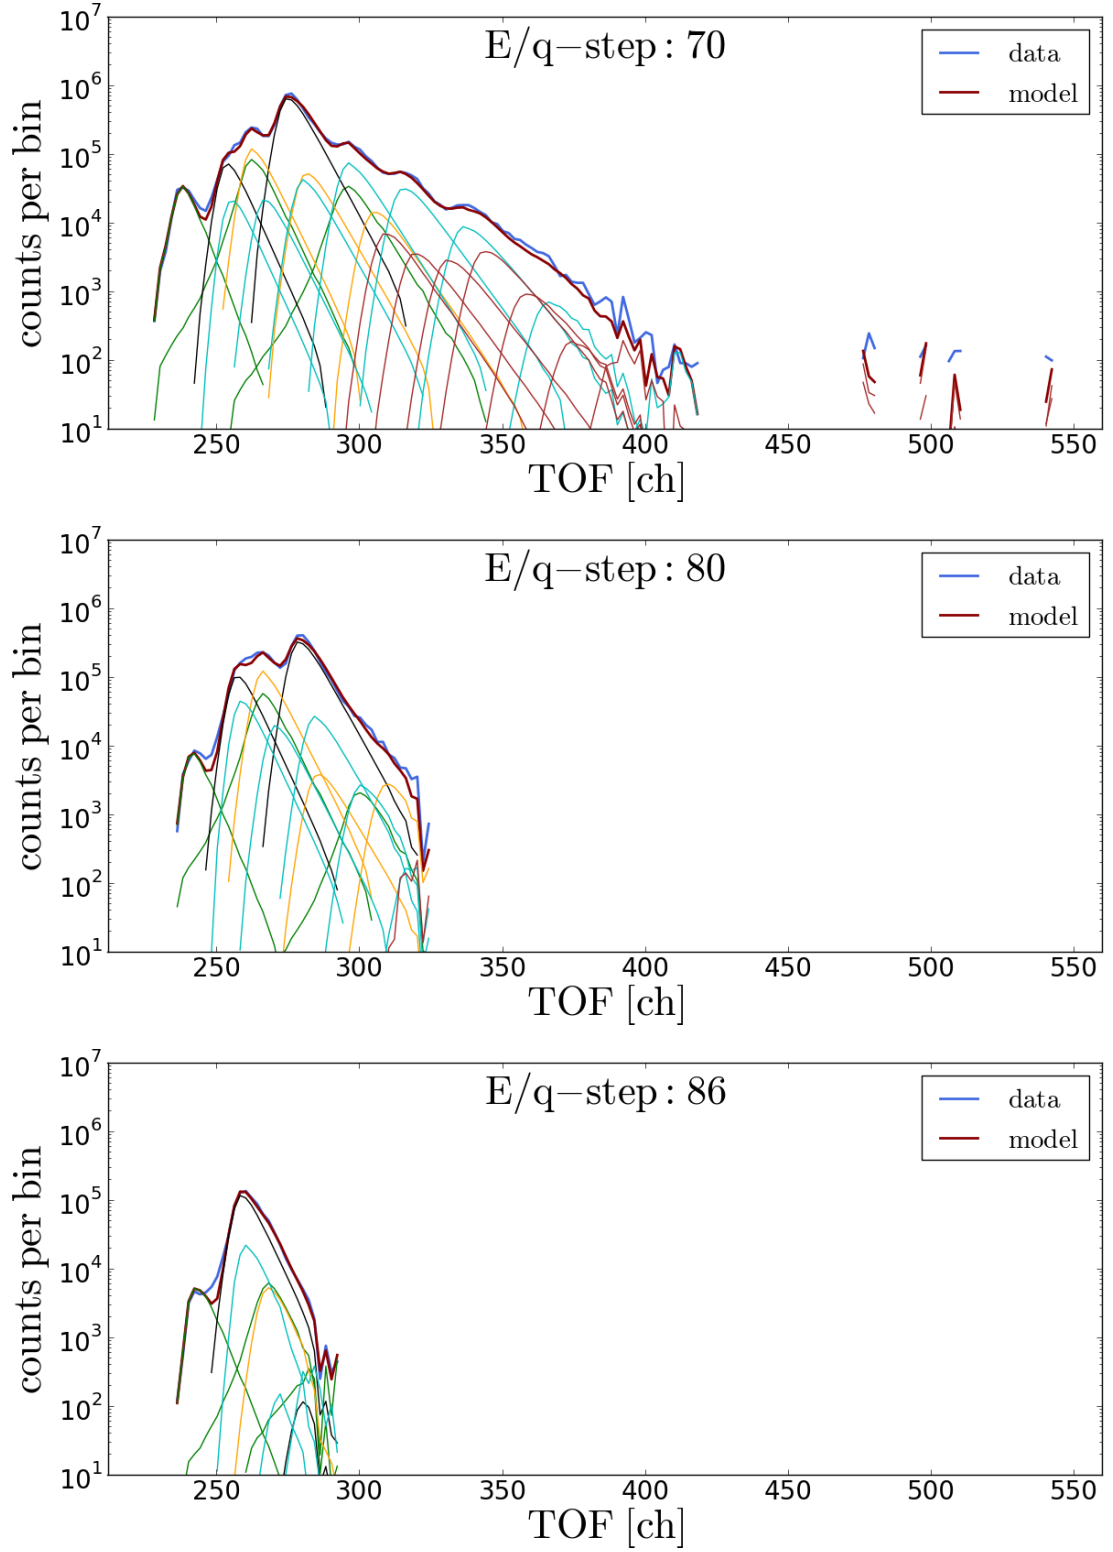 E/q−step: 70
data
model
counts per bin
10^7
10^6
10^5
10^4
10^3
10^2
10^1
250 300 350 400 450 500 550
TOF [ch]
E/q−step: 80
data
model
counts per bin
10^7
10^6
10^5
10^4
10^3
10^2
10^1
250 300 350 400 450 500 550
TOF [ch]
E/q−step: 86
data
model
counts per bin
10^7
10^6
10^5
10^4
10^3
10^2
10^1
250 300 350 400 450 500 550
TOF [ch]